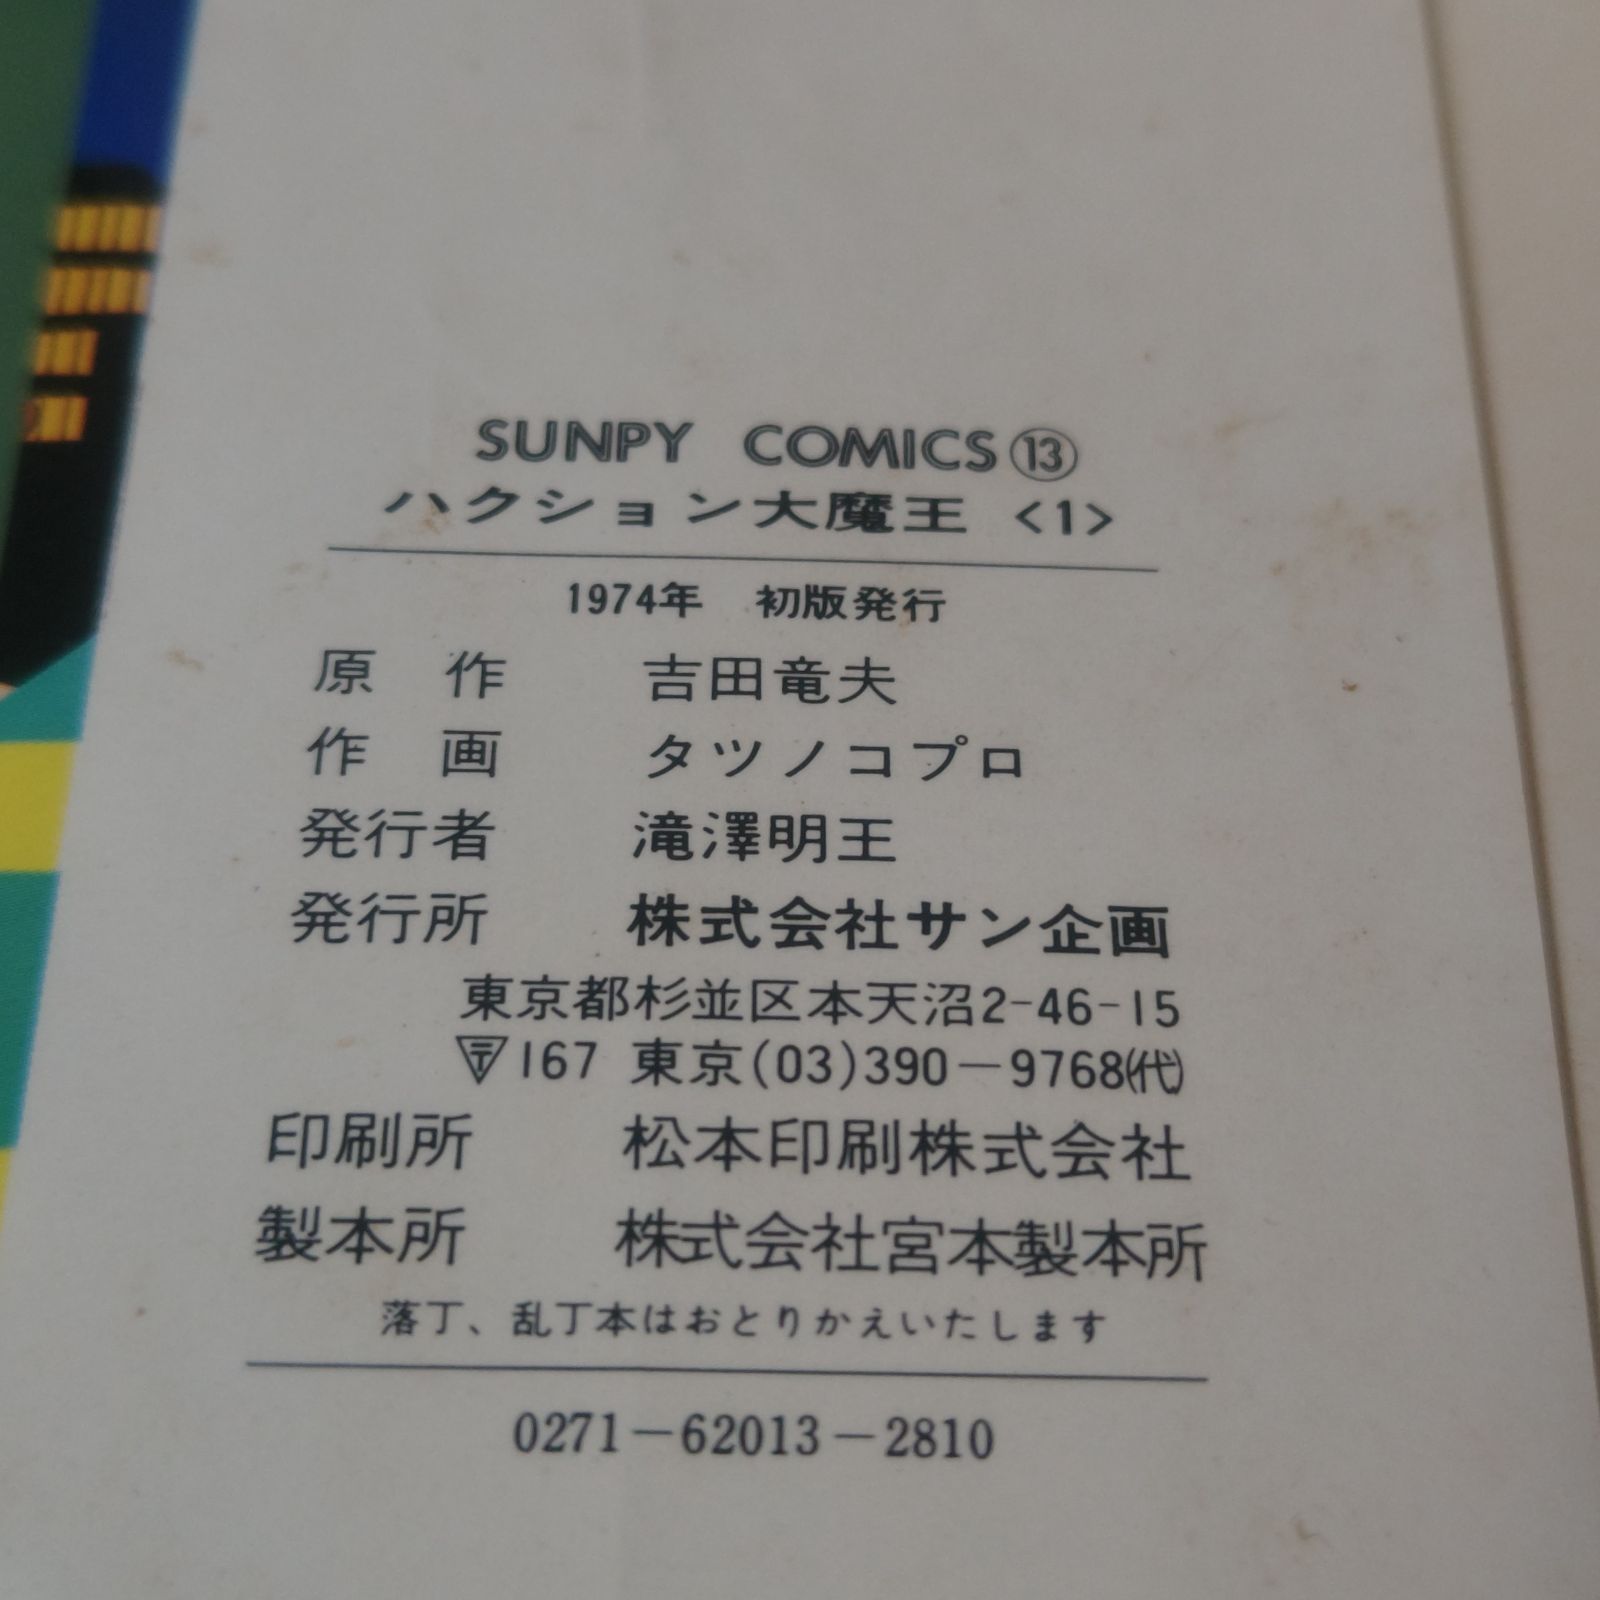 SUNPY COMICS⑬
ハクション大魔王 <1>
1974年 初版発行
原 作 吉田竜夫
作 画 タツノコプロ
発行者 滝澤明王
発行所 株式会社サン企画
東京都杉並区本天沼2-46-15
〒167 東京(03)390-9768(代)
印刷所 松本印刷株式会社
製本所 株式会社宮本製本所
落丁、乱丁本はおとりかえいたします
0271-62013-2810